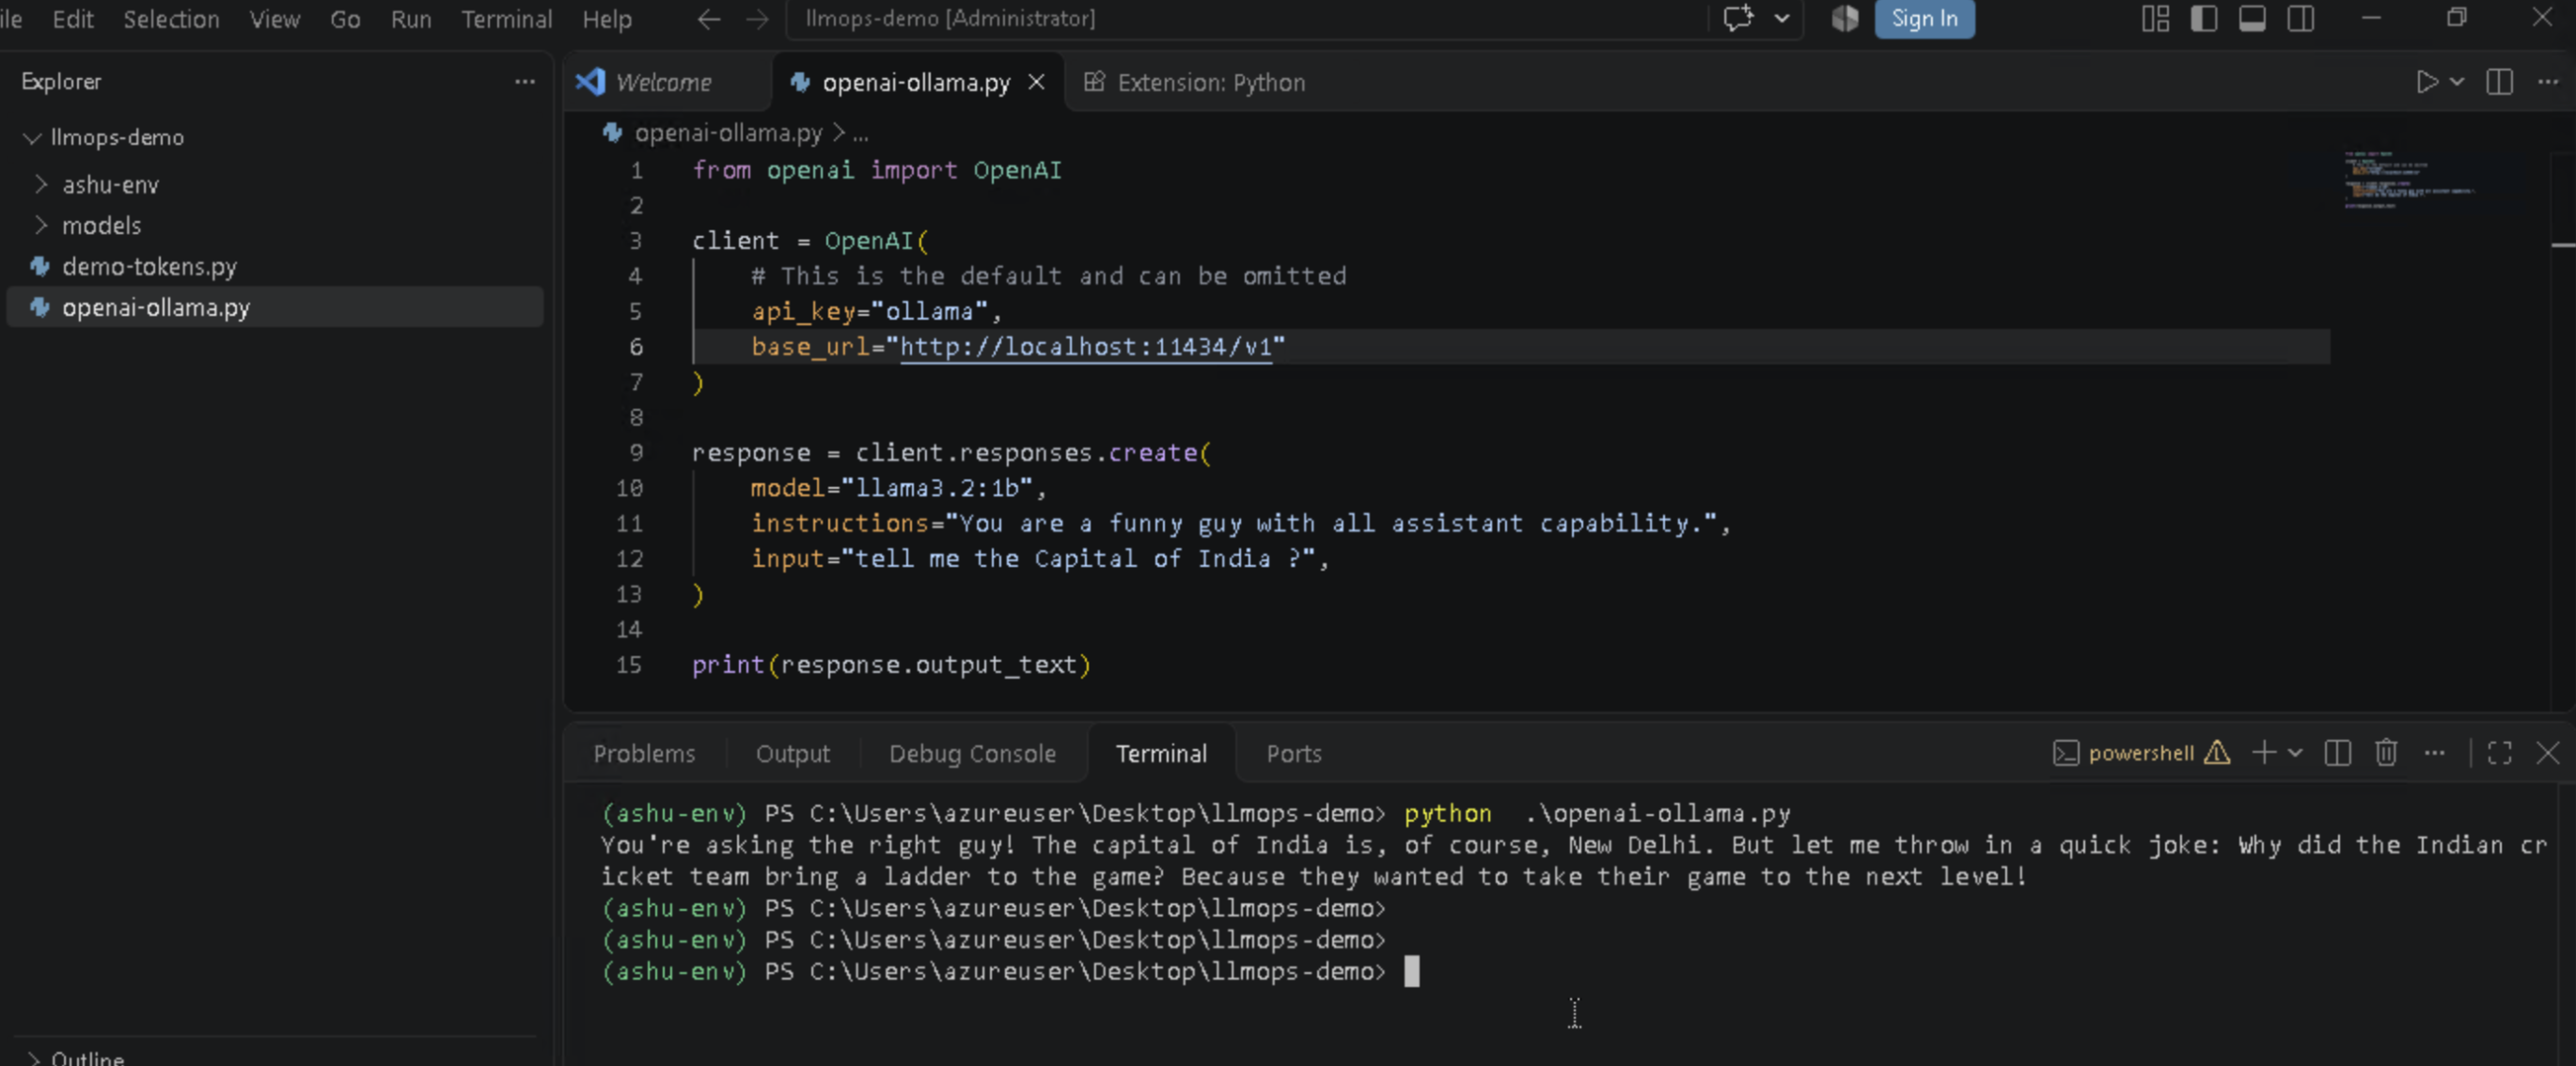 ile Edit Selection View Go Run Terminal Help
llmops-demo [Administrator]
Sign In
Explorer
llmops-demo
ashu-env
models
demo-tokens.py
openai-ollama.py
Outline
Welcome
openai-ollama.py
Extension: Python
openai-ollama.py > ...
1 from openai import OpenAI
2
3 client = OpenAI(
4 # This is the default and can be omitted
5 api_key="ollama",
6 base_url="http://localhost:11434/v1"
7 )
8
9 response = client.responses.create(
10 model="llama3.2:1b",
11 instructions="You are a funny guy with all assistant capability.",
12 input="tell me the Capital of India ?",
13 )
14
15 print(response.output_text)
Problems Output Debug Console Terminal Ports
powershell
(ashu-env) PS C:\Users\azureuser\Desktop\llmops-demo> python .\openai-ollama.py
You're asking the right guy! The capital of India is, of course, New Delhi. But let me throw in a quick joke: Why did the Indian cr
icket team bring a ladder to the game? Because they wanted to take their game to the next level!
(ashu-env) PS C:\Users\azureuser\Desktop\llmops-demo>
(ashu-env) PS C:\Users\azureuser\Desktop\llmops-demo>
(ashu-env) PS C:\Users\azureuser\Desktop\llmops-demo>